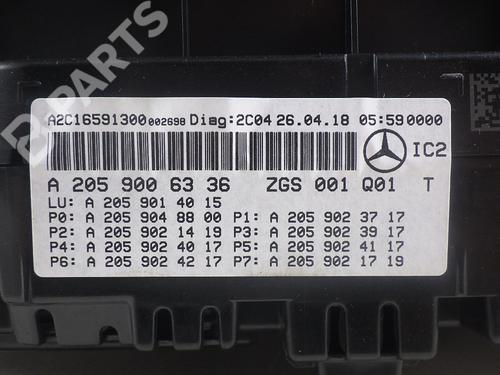 B-PARTS
A2C16591300 002698 Diag:2C04 26.04.18 05:59 0000
IC2
A 205 900 63 36 ZGS 001 Q01 T
LU: A 205 901 40 15
P0: A 205 904 88 00 P1: A 205 902 37 17
P2: A 205 902 14 19 P3: A 205 902 39 17
P4: A 205 902 40 17 P5: A 205 902 41 17
P6: A 205 902 42 17 P7: A 205 902 17 19